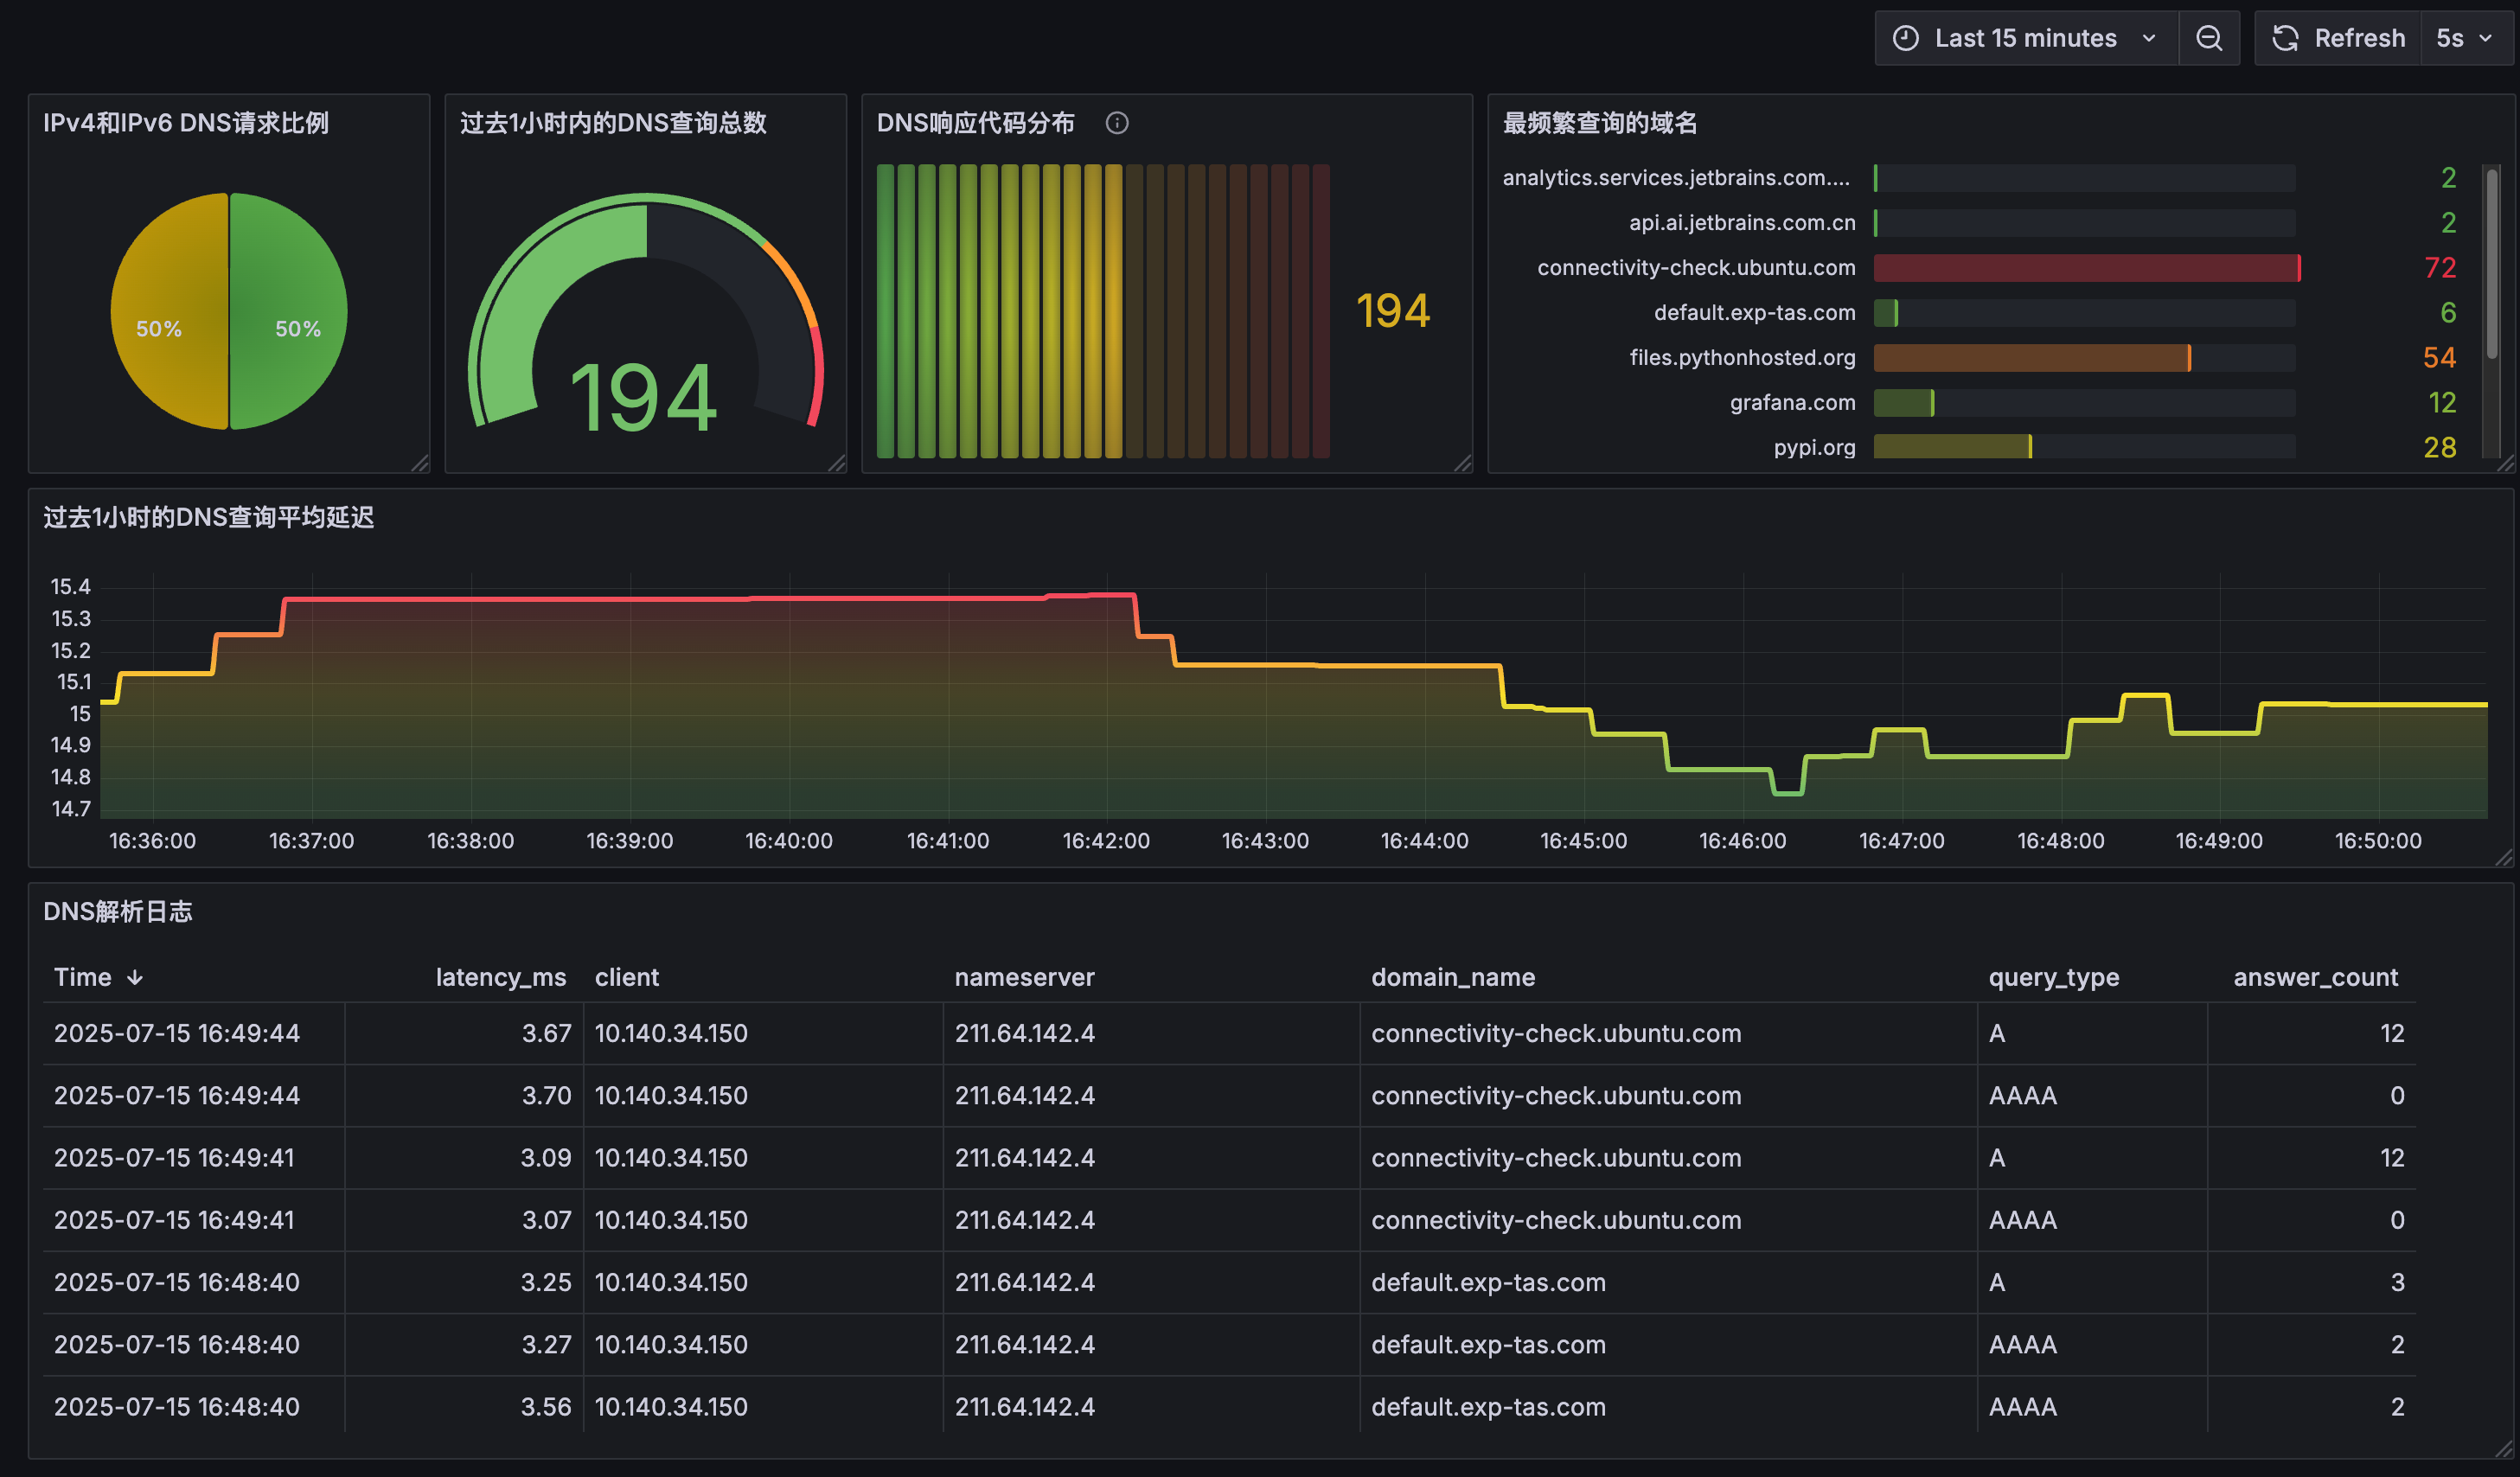 Last 15 minutes
Refresh
5s
IPv4和IPv6 DNS请求比例
50%
50%
过去1小时内的DNS查询总数
194
DNS响应代码分布
194
最频繁查询的域名
analytics.services.jetbrains.com.... 2
api.ai.jetbrains.com.cn 2
connectivity-check.ubuntu.com 72
default.exp-tas.com 6
files.pythonhosted.org 54
grafana.com 12
pypi.org 28
过去1小时的DNS查询平均延迟
15.4
15.3
15.2
15.1
15
14.9
14.8
14.7
16:36:00 16:37:00 16:38:00 16:39:00 16:40:00 16:41:00 16:42:00 16:43:00 16:44:00 16:45:00 16:46:00 16:47:00 16:48:00 16:49:00 16:50:00
DNS解析日志
Time latency_ms client nameserver domain_name query_type answer_count
2025-07-15 16:49:44 3.67 10.140.34.150 211.64.142.4 connectivity-check.ubuntu.com A 12
2025-07-15 16:49:44 3.70 10.140.34.150 211.64.142.4 connectivity-check.ubuntu.com AAAA 0
2025-07-15 16:49:41 3.09 10.140.34.150 211.64.142.4 connectivity-check.ubuntu.com A 12
2025-07-15 16:49:41 3.07 10.140.34.150 211.64.142.4 connectivity-check.ubuntu.com AAAA 0
2025-07-15 16:48:40 3.25 10.140.34.150 211.64.142.4 default.exp-tas.com A 3
2025-07-15 16:48:40 3.27 10.140.34.150 211.64.142.4 default.exp-tas.com AAAA 2
2025-07-15 16:48:40 3.56 10.140.34.150 211.64.142.4 default.exp-tas.com AAAA 2